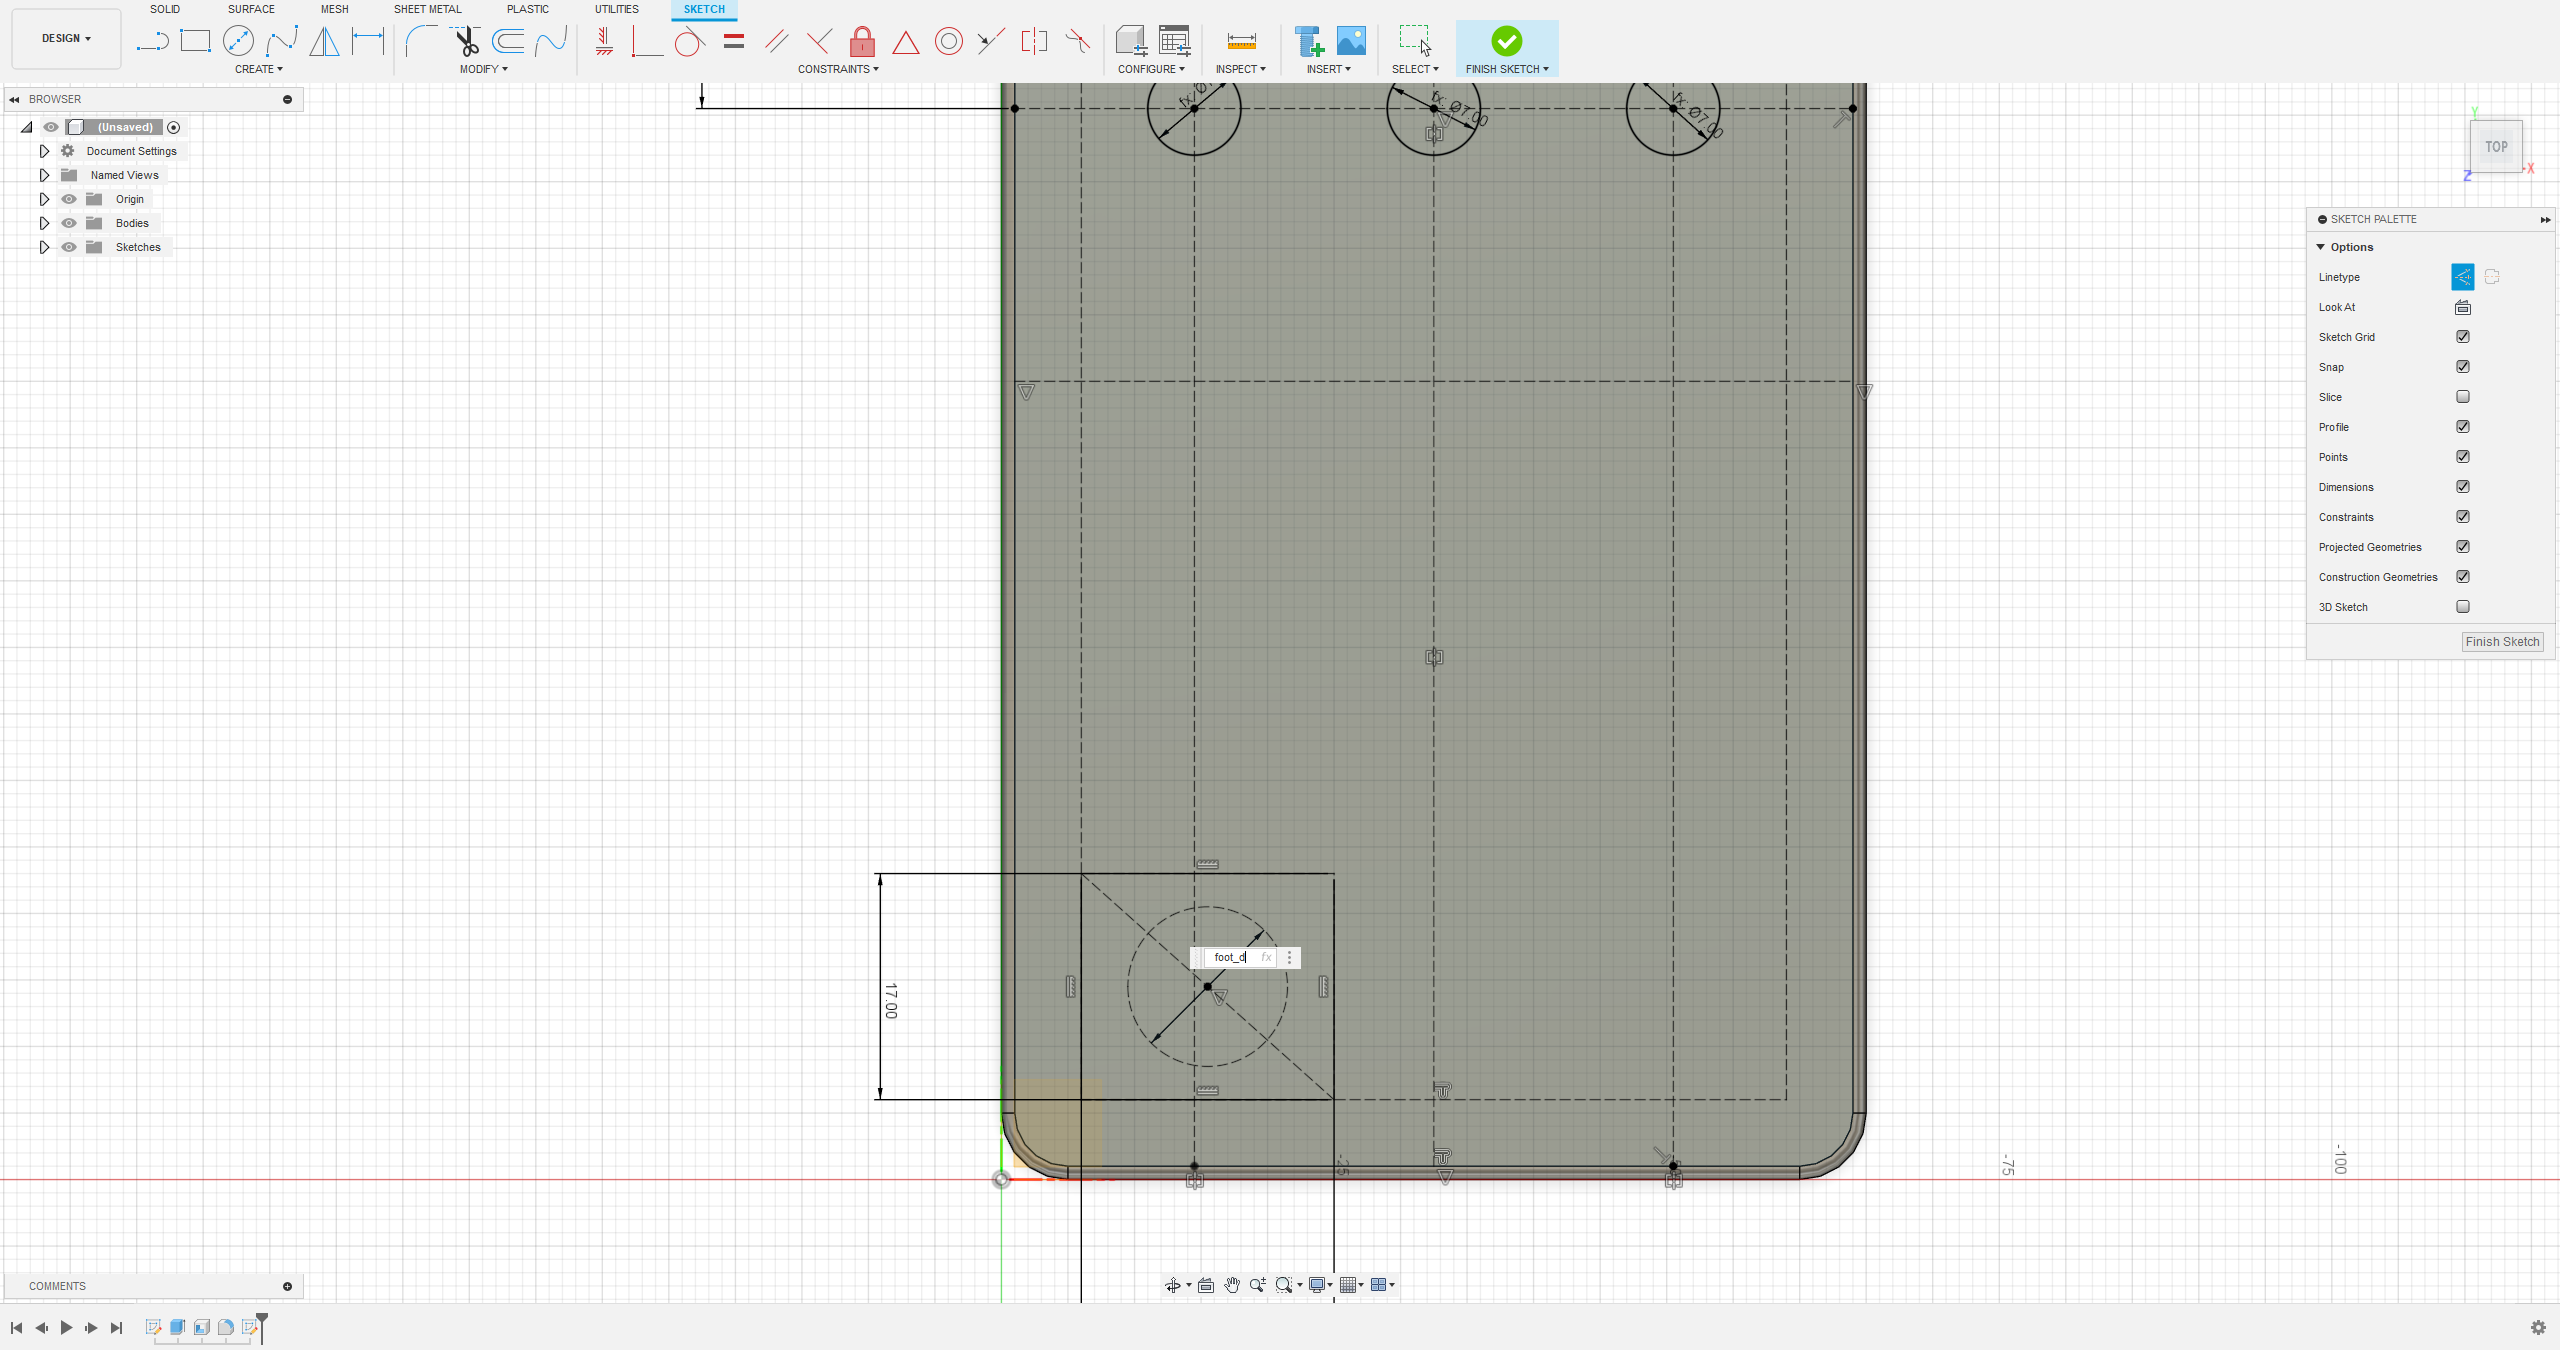 SOLID SURFACE MESH SHEET METAL PLASTIC UTILITIES SKETCH
DESIGN
CREATE MODIFY CONSTRAINTS CONFIGURE INSPECT INSERT SELECT FINISH SKETCH
BROWSER
(Unsaved)
Document Settings
Named Views
Origin
Bodies
Sketches
fx: Ø7.00
fx: Ø7.00
Y
TOP
X
Z
SKETCH PALETTE
Options
Linetype
Look At
Sketch Grid
Snap
Slice
Profile
Points
Dimensions
Constraints
Projected Geometries
Construction Geometries
3D Sketch
Finish Sketch
foot_d fx
17.00
-25
-75
-100
COMMENTS